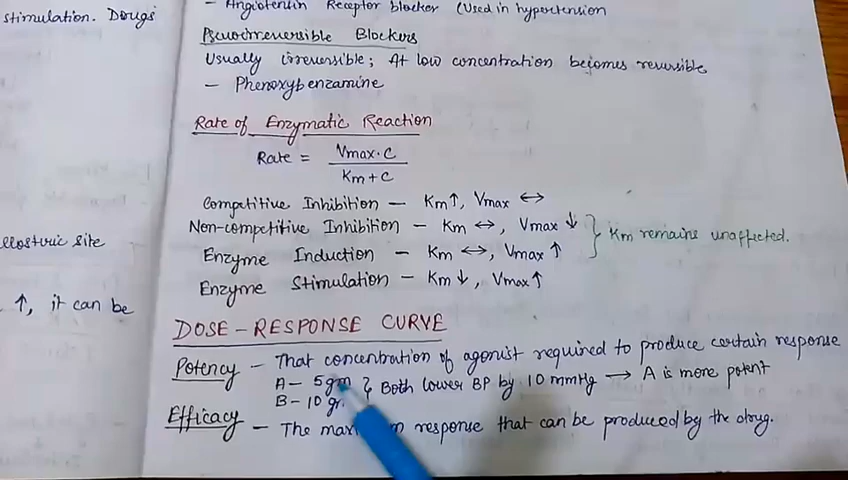 stimulation. Drugs
llosteric site
↑, it can be
- Angiotensin Receptor blocker (Used in hypertension
Pseudoirreversible Blockers
Usually irreversible; At low concentration becomes reversible
- Phenoxybenzamine
Rate of Enzymatic Reaction
Rate = Vmax·C
Km + C
Competitive Inhibition - Km↑, Vmax ↔
Non-competitive Inhibition - Km ↔, Vmax ↓ } Km remains unaffected.
Enzyme Induction - Km ↔, Vmax ↑
Enzyme Stimulation - Km ↓, Vmax ↑
DOSE-RESPONSE CURVE
Potency - That concentration of agonist required to produce certain response
A - 5gm } Both lower BP by 10 mmHg → A is more potent
B - 10 g
Efficacy - The response that can be produced by the drug.